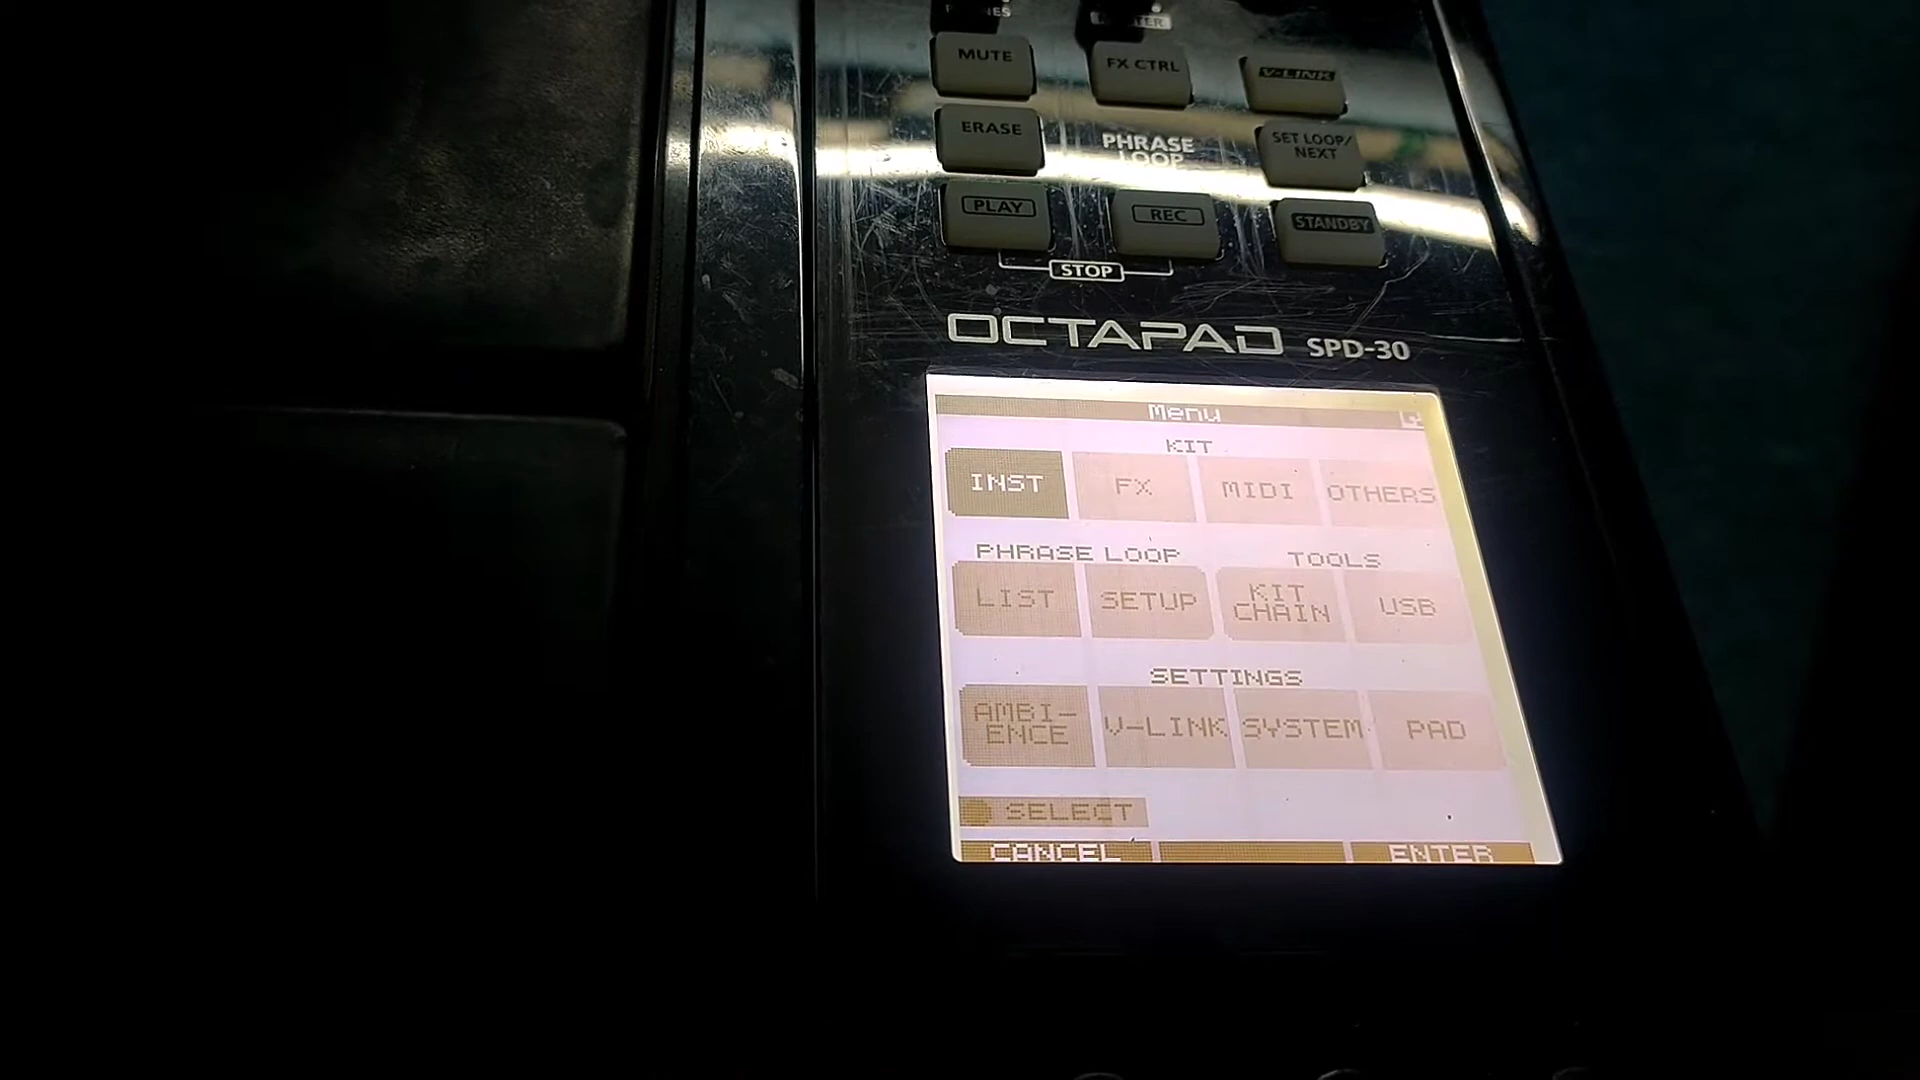 MUTE FX CTRL V-LINK
ERASE PHRASE LOOP SET LOOP/ NEXT
PLAY REC STANDBY
STOP
OCTAPAD SPD-30
Menu
KIT
INST FX MIDI OTHERS
PHRASE LOOP TOOLS
LIST SETUP KIT CHAIN USB
SETTINGS
AMBI-ENCE V-LINK SYSTEM PAD
SELECT
CANCEL ENTER